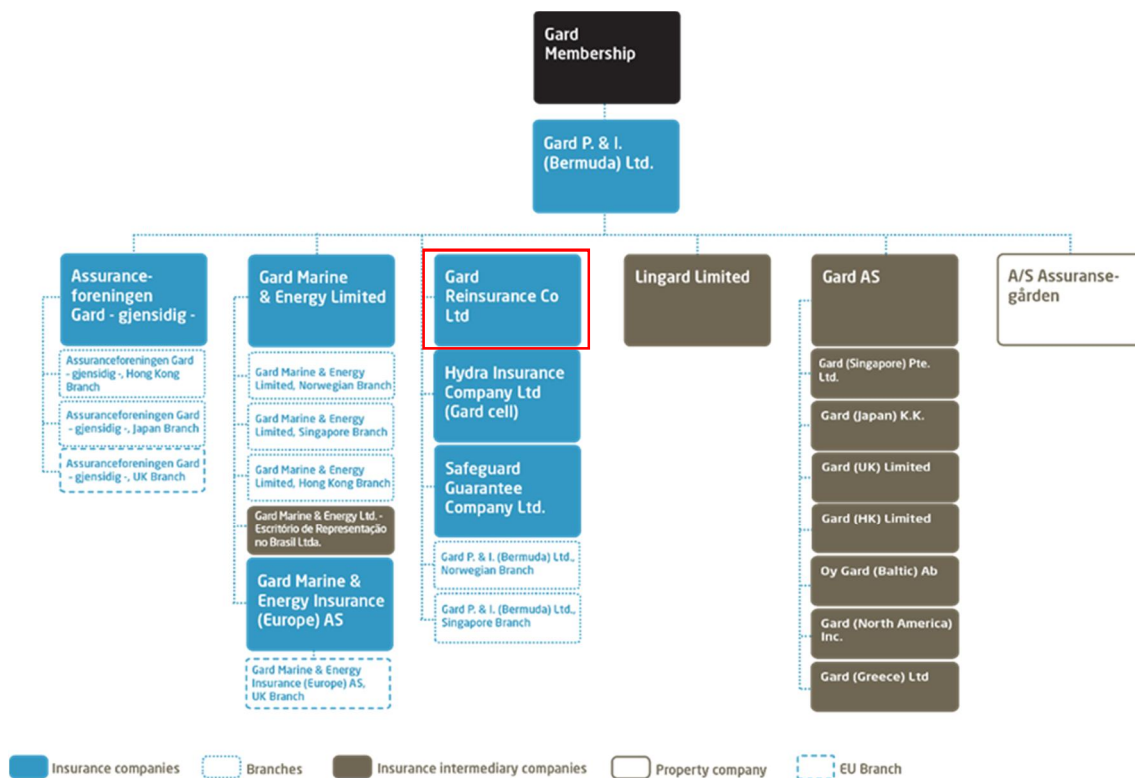 Gard
Membership
Gard P. & I.
(Bermuda) Ltd.
Assurance-
foreningen
Gard - gjensidig -
Assuranceforeningen Gard
- gjensidig -, Hong Kong
Branch
Assuranceforeningen Gard
- gjensidig -, Japan Branch
Assuranceforeningen Gard
- gjensidig -, UK Branch
Gard Marine
& Energy Limited
Gard Marine & Energy
Limited, Norwegian Branch
Gard Marine & Energy
Limited, Singapore Branch
Gard Marine & Energy
Limited, Hong Kong Branch
Gard Marine & Energy Ltd. -
Escritório de Representação
no Brasil Ltda.
Gard Marine &
Energy Insurance
(Europe) AS
Gard Marine & Energy
Insurance (Europe) AS,
UK Branch
Gard
Reinsurance Co
Ltd
Hydra Insurance
Company Ltd
(Gard cell)
Safeguard
Guarantee
Company Ltd.
Gard P. & I. (Bermuda) Ltd.,
Norwegian Branch
Gard P. & I. (Bermuda) Ltd.,
Singapore Branch
Lingard Limited
Gard AS
Gard (Singapore) Pte.
Ltd.
Gard (Japan) K.K.
Gard (UK) Limited
Gard (HK) Limited
Oy Gard (Baltic) Ab
Gard (North America)
Inc.
Gard (Greece) Ltd
A/S Assuranse-
gården
Insurance companies
Branches
Insurance intermediary companies
Property company
EU Branch